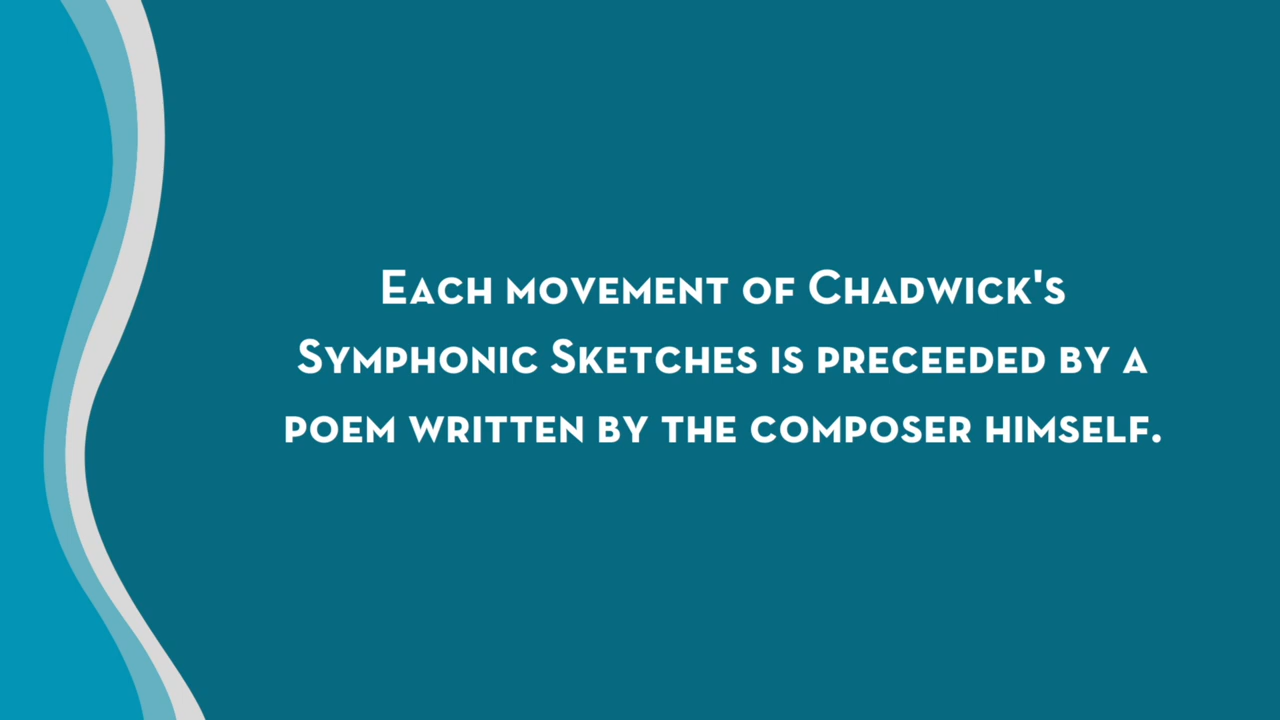 Each movement of Chadwick's
Symphonic Sketches is preceeded by a
poem written by the composer himself.